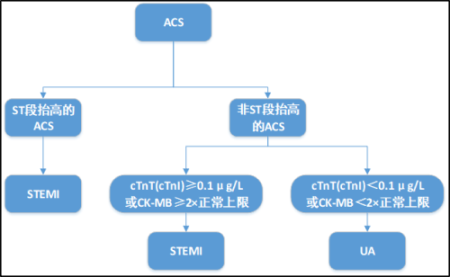 ACS
ST段抬高的
ACS
非ST段抬高
的ACS
STEMI
cTnT(cTnI)≥0.1μg/L
或CK-MB≥2×正常上限
cTnT(cTnI)<0.1μg/L
或CK-MB<2×正常上限
STEMI
UA